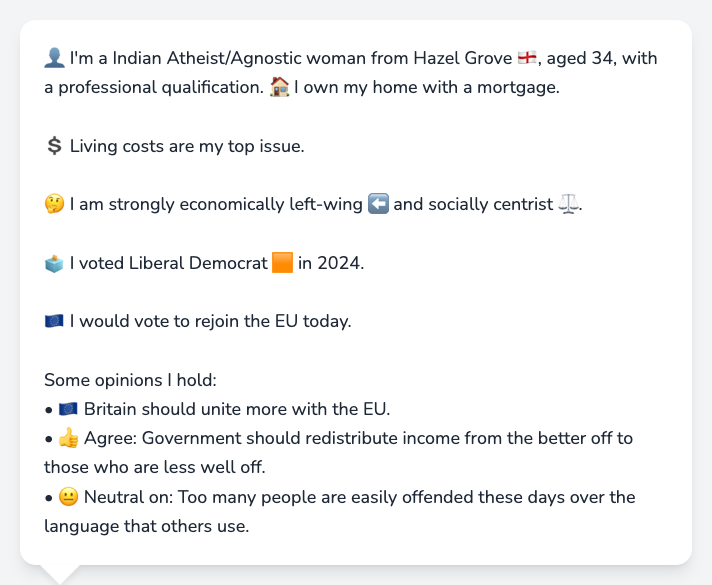 👤 I'm a Indian Atheist/Agnostic woman from Hazel Grove 🏴󠁧󠁢󠁥󠁮󠁧󠁿, aged 34, with
a professional qualification. 🏠 I own my home with a mortgage.
💲 Living costs are my top issue.
🤔 I am strongly economically left-wing ⬅️ and socially centrist ⚖️.
🗳️ I voted Liberal Democrat 🟧 in 2024.
🇪🇺 I would vote to rejoin the EU today.
Some opinions I hold:
• 🇪🇺 Britain should unite more with the EU.
• 👍 Agree: Government should redistribute income from the better off to
those who are less well off.
• 😐 Neutral on: Too many people are easily offended these days over the
language that others use.